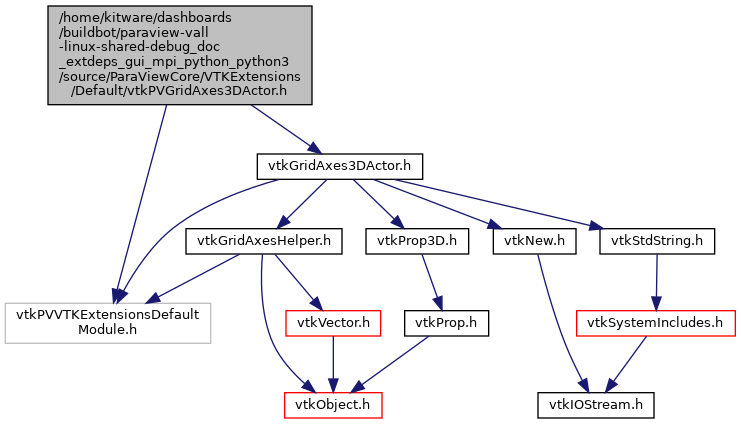 /home/kitware/dashboards
/buildbot/paraview-vall
-linux-shared-debug_doc
_extdeps_gui_mpi_python_python3
/source/ParaViewCore/VTKExtensions
/Default/vtkPVGridAxes3DActor.h
vtkGridAxes3DActor.h
vtkGridAxesHelper.h
vtkProp3D.h
vtkNew.h
vtkStdString.h
vtkPVVTKExtensionsDefault
Module.h
vtkVector.h
vtkProp.h
vtkSystemIncludes.h
vtkObject.h
vtkIOStream.h